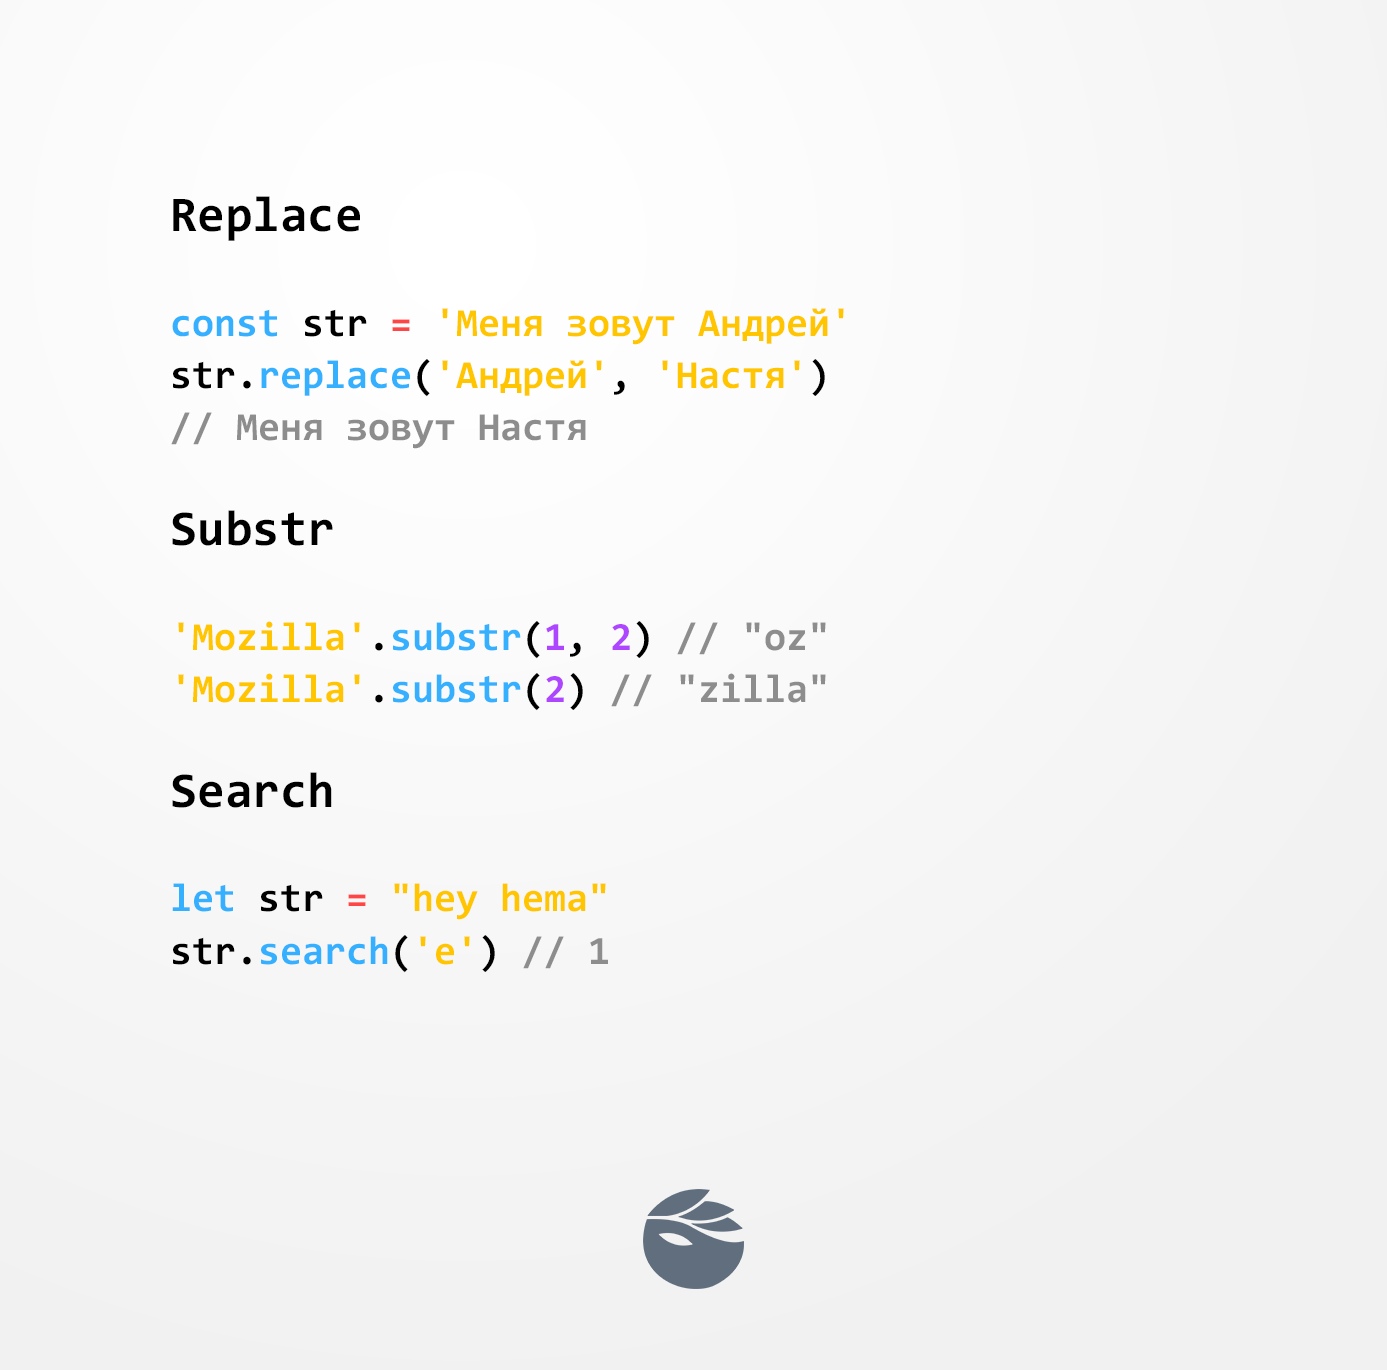 Replace
const str = 'Меня зовут Андрей'
str.replace('Андрей', 'Настя')
// Меня зовут Настя
Substr
'Mozilla'.substr(1, 2) // "oz"
'Mozilla'.substr(2) // "zilla"
Search
let str = "hey hema"
str.search('e') // 1